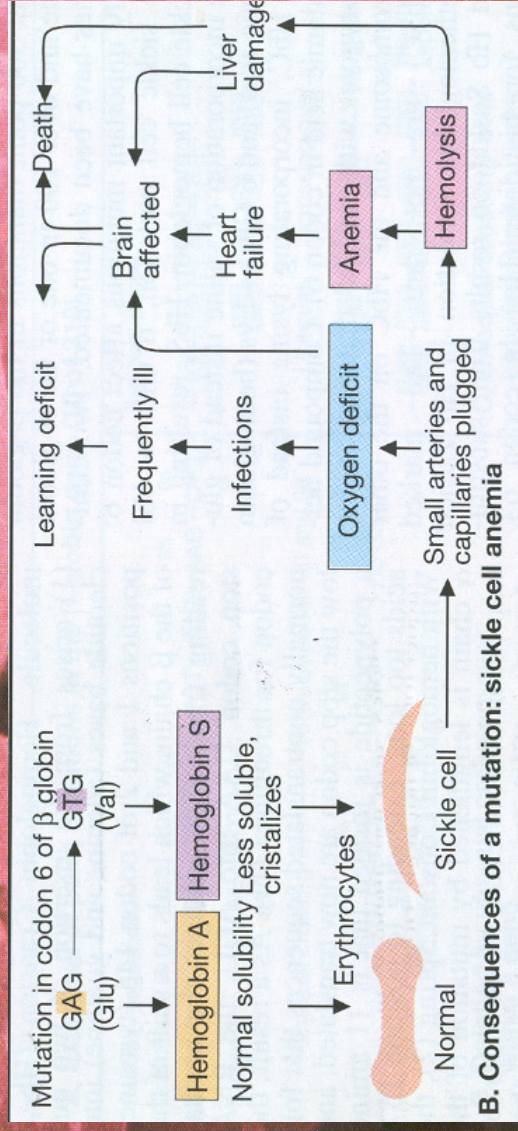 Mutation in codon 6 of β globin
GAG
GTG
(Glu)
(Val)
Hemoglobin A
Hemoglobin S
Normal solubility
Less soluble,
cristalizes
Erythrocytes
Normal
Sickle cell
Learning deficit
Death
Frequently ill
Brain
affected
Infections
Heart
failure
Liver
damage
Oxygen deficit
Anemia
Hemolysis
Small arteries and
capillaries plugged
B. Consequences of a mutation: sickle cell anemia